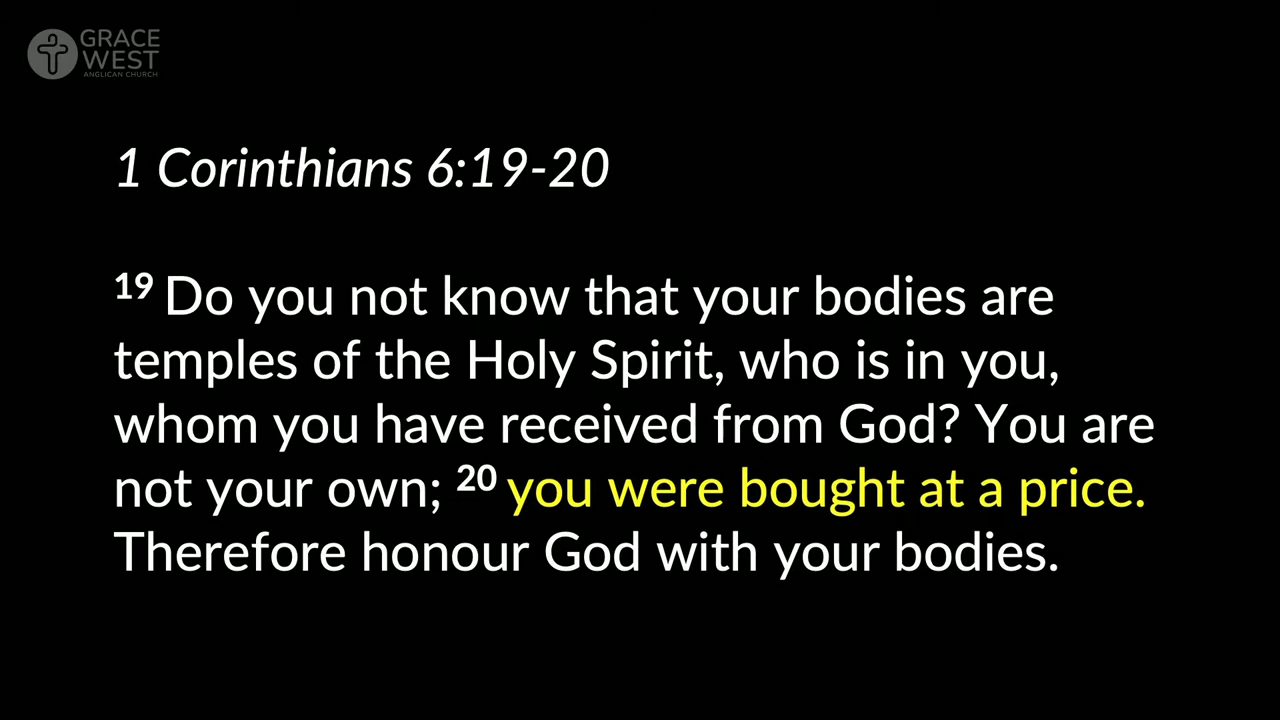 GRACE
WEST
ANGLICAN CHURCH
1 Corinthians 6:19-20
19 Do you not know that your bodies are
temples of the Holy Spirit, who is in you,
whom you have received from God? You are
not your own; 20 you were bought at a price.
Therefore honour God with your bodies.